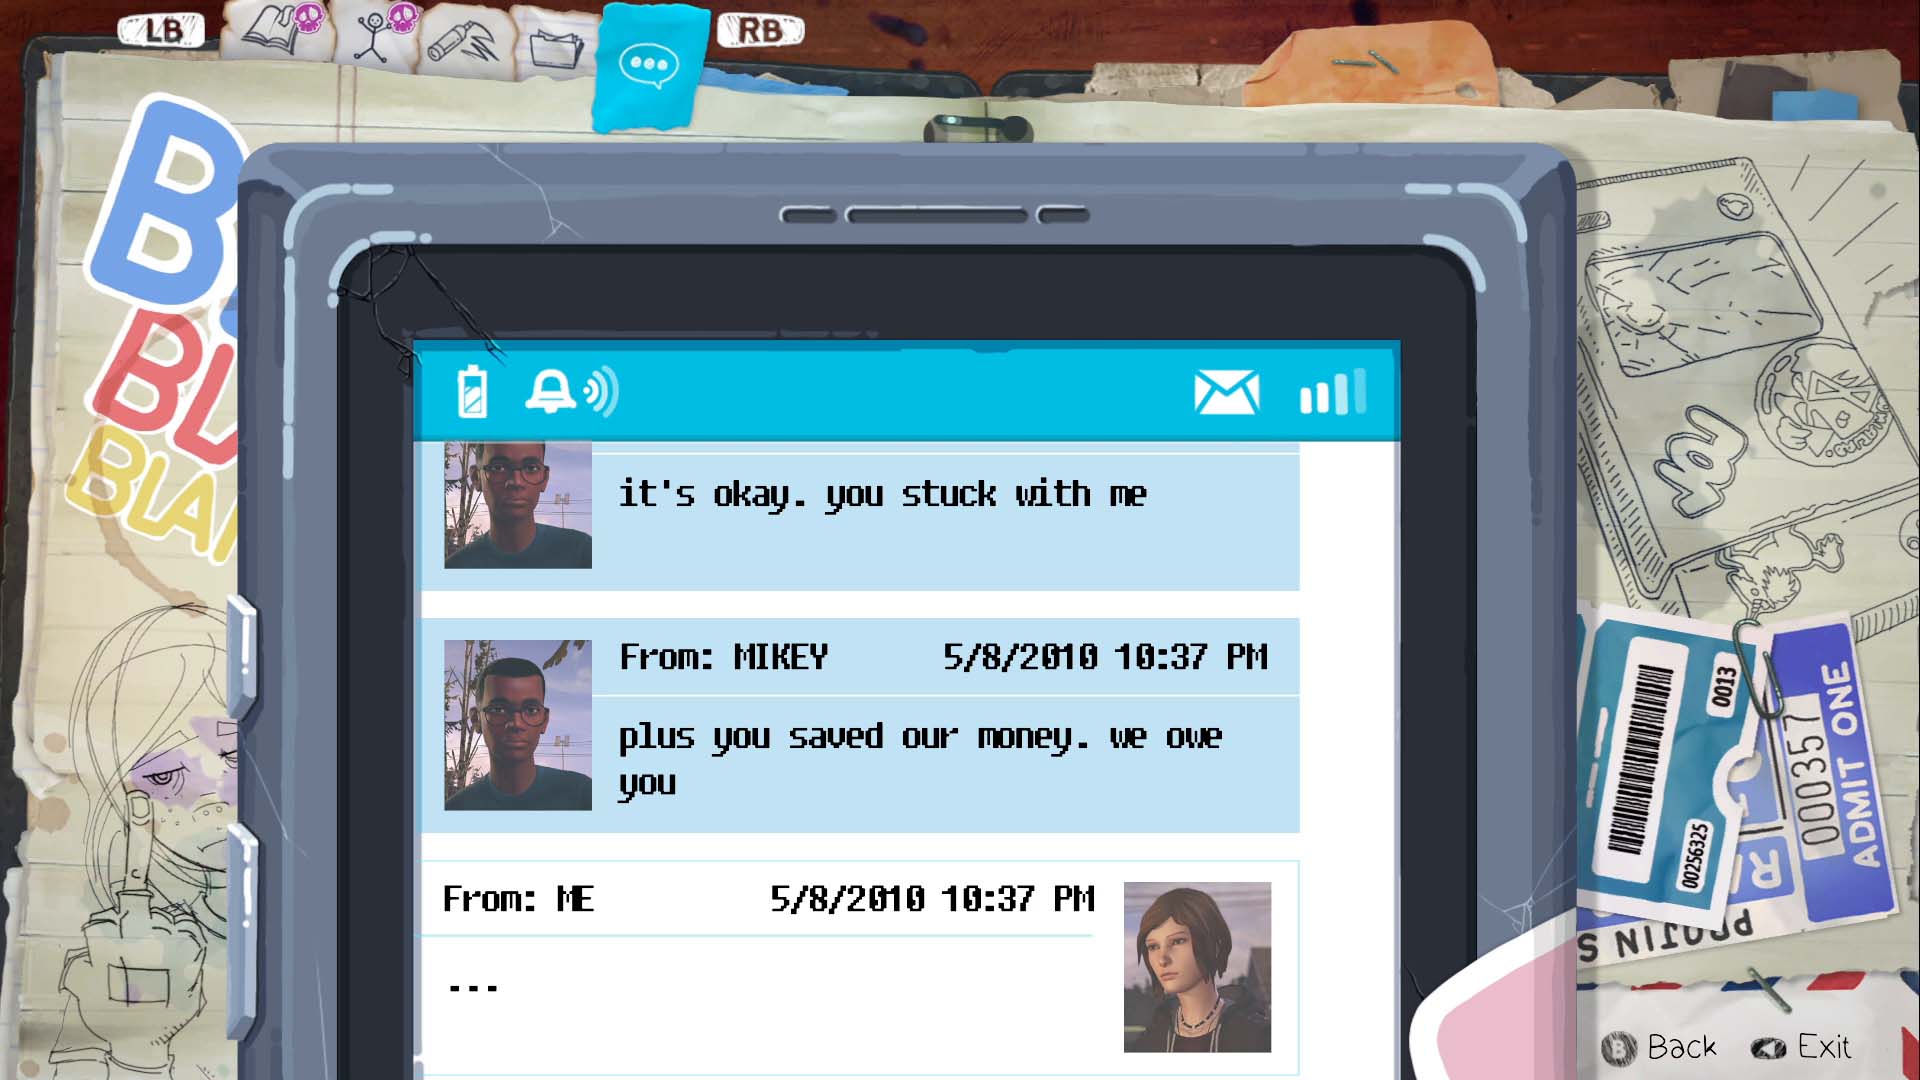 LB
RB
it's okay. you stuck with me
From: MIKEY 5/8/2010 10:37 PM
plus you saved our money. we owe
you
From: ME 5/8/2010 10:37 PM
...
0013
00256325
000357
ADMIT ONE
B Back
Exit